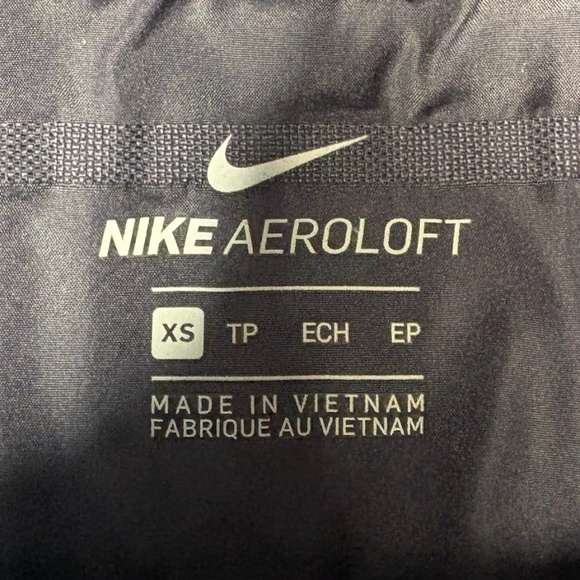 NIKE AEROLOFT
XS TP ECH EP
MADE IN VIETNAM
FABRIQUE AU VIETNAM